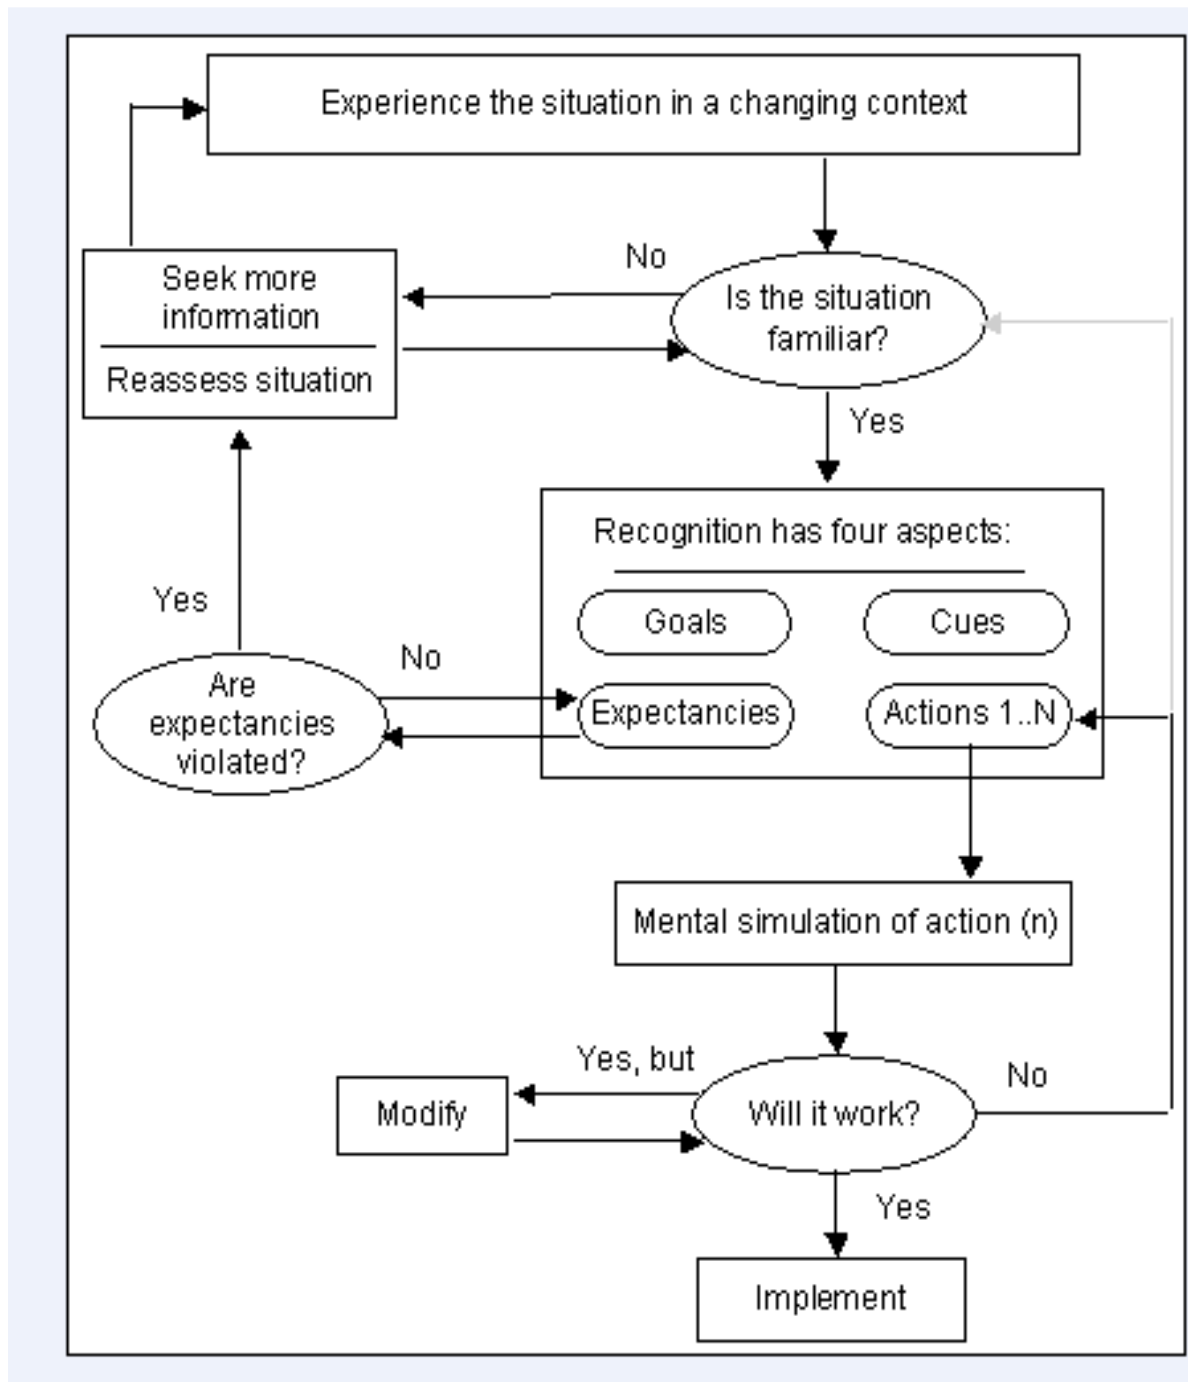 Experience the situation in a changing context
No
Seek more
information
Reassess situation
Is the situation
familiar?
Yes
Recognition has four aspects:
Goals
Cues
Yes
No
Are
expectancies
violated?
Expectancies
Actions 1..N
Mental simulation of action (n)
Yes, but
No
Modify
Will it work?
Yes
Implement